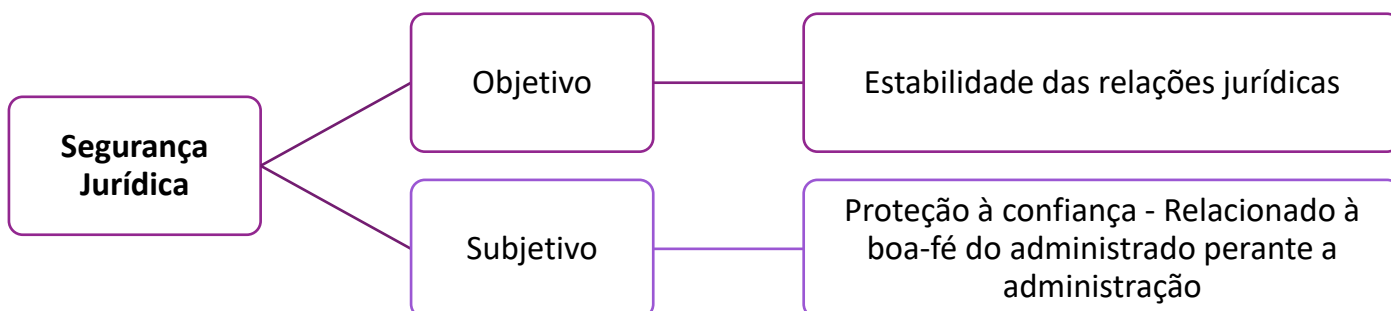 Segurança
Jurídica
Objetivo
Estabilidade das relações jurídicas
Subjetivo
Proteção à confiança - Relacionado à
boa-fé do administrado perante a
administração